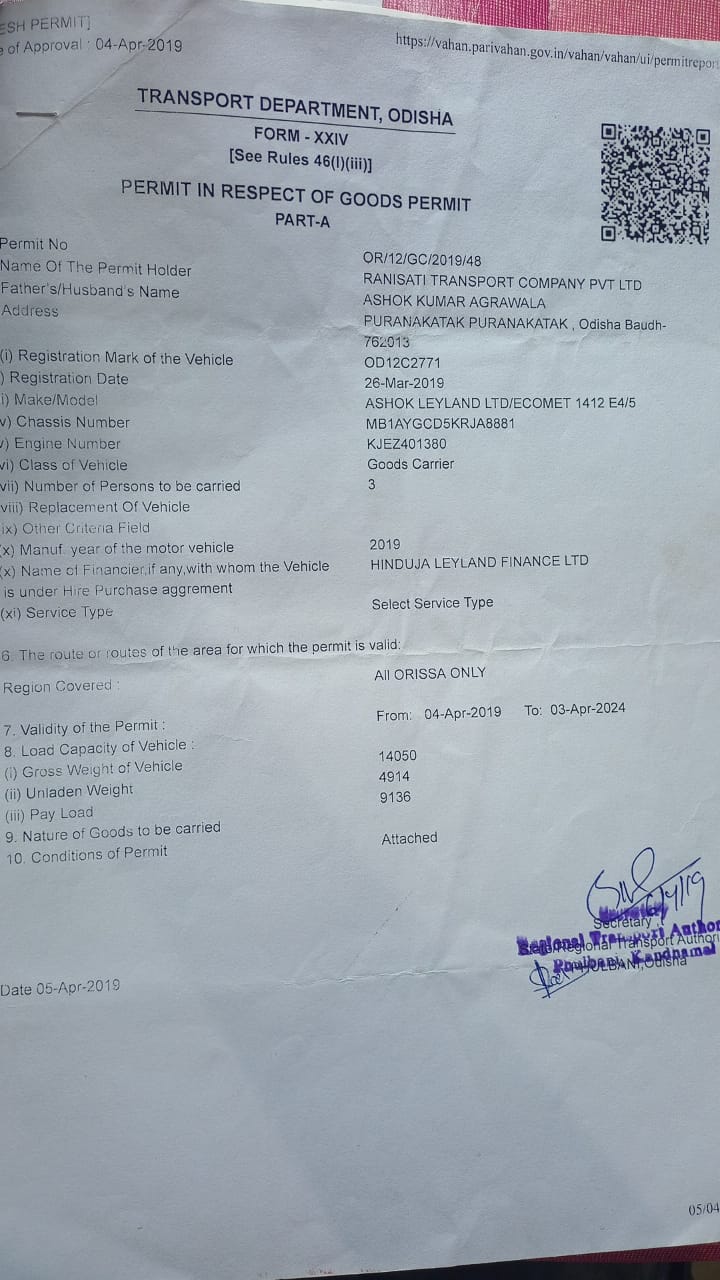 ESH PERMIT]
e of Approval : 04-Apr-2019
https://vahan.parivahan.gov.in/vahan/vahan/ui/permitrepor
TRANSPORT DEPARTMENT, ODISHA
FORM - XXIV
[See Rules 46(I)(iii)]
PERMIT IN RESPECT OF GOODS PERMIT
PART-A
Permit No OR/12/GC/2019/48
Name Of The Permit Holder RANISATI TRANSPORT COMPANY PVT LTD
Father's/Husband's Name ASHOK KUMAR AGRAWALA
Address PURANAKATAK PURANAKATAK , Odisha Baudh-
762013
(i) Registration Mark of the Vehicle OD12C2771
) Registration Date 26-Mar-2019
i) Make/Model ASHOK LEYLAND LTD/ECOMET 1412 E4/5
v) Chassis Number MB1AYGCD5KRJA8881
v) Engine Number KJEZ401380
vi) Class of Vehicle Goods Carrier
vii) Number of Persons to be carried 3
viii) Replacement Of Vehicle
ix) Other Criteria Field
(x) Manuf. year of the motor vehicle 2019
(x) Name of Financier,if any,with whom the Vehicle HINDUJA LEYLAND FINANCE LTD
is under Hire Purchase aggrement
(xi) Service Type Select Service Type
6. The route or routes of the area for which the permit is valid:
Region Covered : All ORISSA ONLY
7. Validity of the Permit : From: 04-Apr-2019 To: 03-Apr-2024
8. Load Capacity of Vehicle :
(i) Gross Weight of Vehicle 14050
(ii) Unladen Weight 4914
(iii) Pay Load 9136
9. Nature of Goods to be carried
10. Conditions of Permit Attached
Secretary
Secretary
Regional Transport Author
State/Regional Transport Authori
Phulbani, Kandhamal
PHULBANI,Odisha
Date 05-Apr-2019
05/04